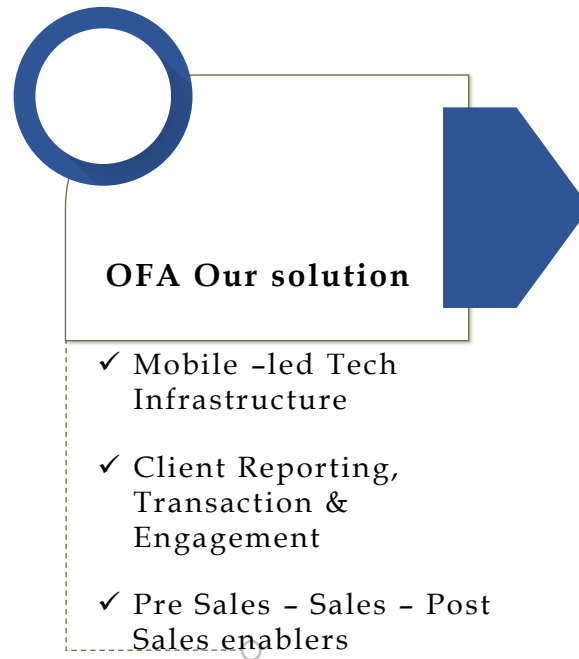 OFA Our solution
✓ Mobile –led Tech
Infrastructure
✓ Client Reporting,
Transaction &
Engagement
✓ Pre Sales – Sales – Post
Sales enablers